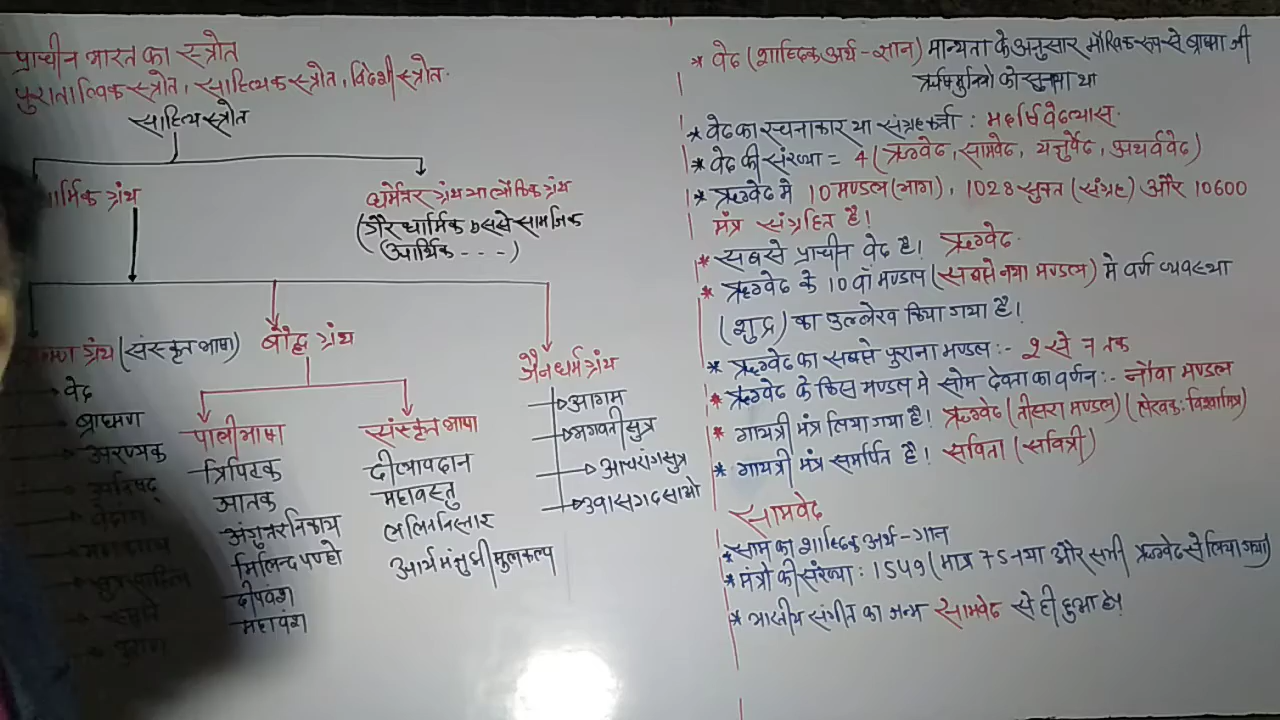 प्राचीन भारत का स्त्रोत
पुरातात्विक स्त्रोत, साहित्यिक स्त्रोत, विदेशी स्त्रोत.
साहित्य स्त्रोत
ार्मिक ग्रंथ
धर्मेत्तर ग्रंथ या लौकिक ग्रंथ
(गैर धार्मिक इससे सामाजिक
आर्थिक - - - )
ग्रंथ (संस्कृत भाषा)
बौद्ध ग्रंथ
जैनधर्म ग्रंथ
वेद
ब्राह्मण
अरण्यक
पालीभाषा
त्रिपिटक
जातक
अंगुत्तरनिकाय
मिलिन्दपण्हो
दीपवंश
महावंश
संस्कृत भाषा
दीव्यावदान
महावस्तु
ललितविस्तार
आर्यमंजुश्रीमुलकल्प
आगम
भगवतीसुत्र
आचरांगसुत्र
उवासगदसाओ
* वेद (शाब्दिक अर्थ - ज्ञान) मान्यता के अनुसार मौखिक रूप से ब्राम्हा जी
को सुनाया था
* वेद का रचनाकार या संग्रहकर्त्ता : महर्षि वेदव्यास.
* वेद की संख्या = 4 (ऋग्वेद, सामवेद, यजुर्वेद, अथर्ववेद)
* ऋग्वेद मे 10 मण्डल (भाग), 1028 सुक्त (संग्रह) और 10600
मंत्र संग्रहित है।
* सबसे प्राचीन वेद है। ऋग्वेद.
* ऋग्वेद के 10 वाँ मण्डल (सबसे नया मण्डल) मे वर्ण व्यवस्था
(शुद्र) का उल्लेख किया गया है।
* ऋग्वेद का सबसे पुराना मण्डल :- 2 से 7 तक
* ऋग्वेद के किस मण्डल मे सोम देवता का वर्णन :- नौवा मण्डल
* गायत्री मंत्र लिया गया है। ऋग्वेद (तीसरा मण्डल) (लेखक: विश्वामित्र)
* गायत्री मंत्र समर्पित है। सविता (सवित्री)
सामवेद
* साम का शाब्दिक अर्थ - गान
* मंत्रो की संख्या : 1549 (मात्र 75 नया और सभी ऋग्वेद से लिया गया)
* भारतीय संगीत का जन्म सामवेद से ही हुआ है।